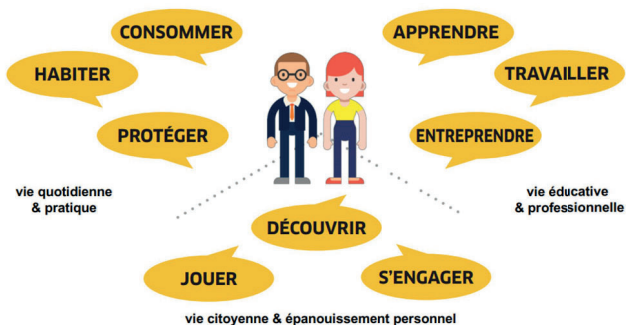 CONSOMMER
HABITER
PROTÉGER
vie quotidienne
& pratique
APPRENDRE
TRAVAILLER
ENTREPRENDRE
vie éducative
& professionnelle
DÉCOUVRIR
JOUER
S'ENGAGER
vie citoyenne & épanouissement personnel